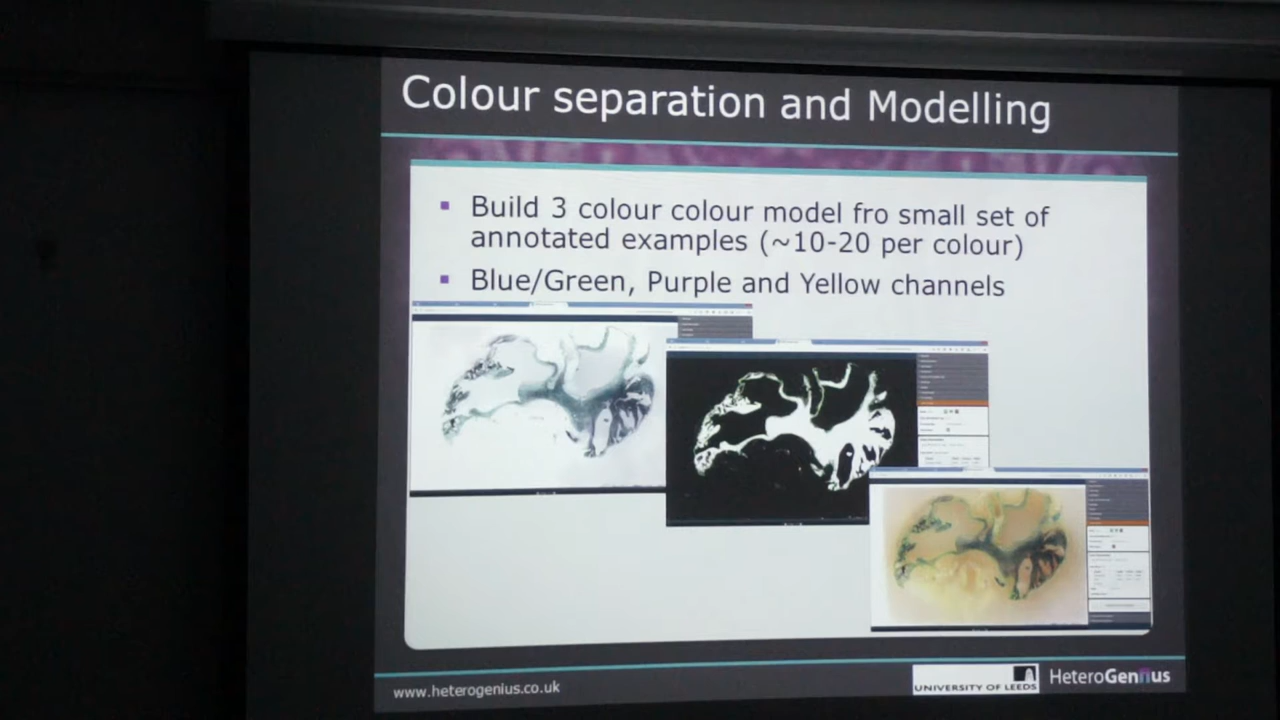 Colour separation and Modelling
Build 3 colour colour model fro small set of
annotated examples (~10-20 per colour)
Blue/Green, Purple and Yellow channels
www.heterogenius.co.uk
UNIVERSITY OF LEEDS
HeteroGenius